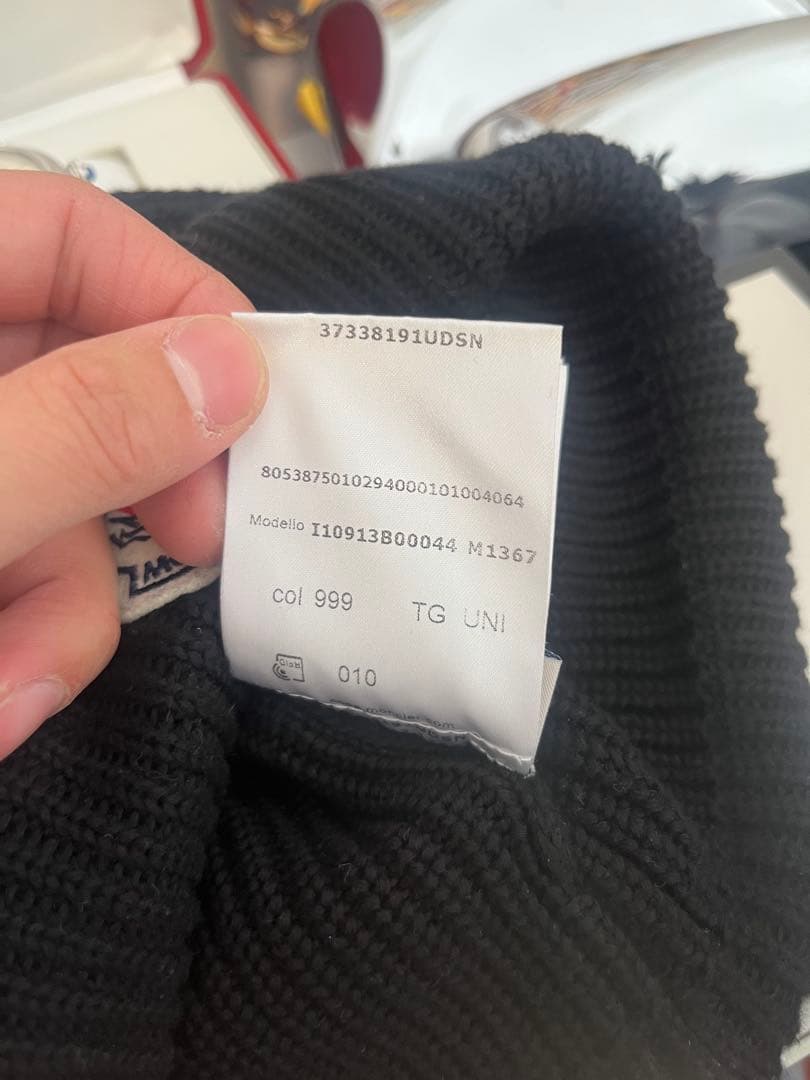 37338191UDSN
8053875010294000101004064
Modello I10913B00044 M1367
col 999 TG UNI
010